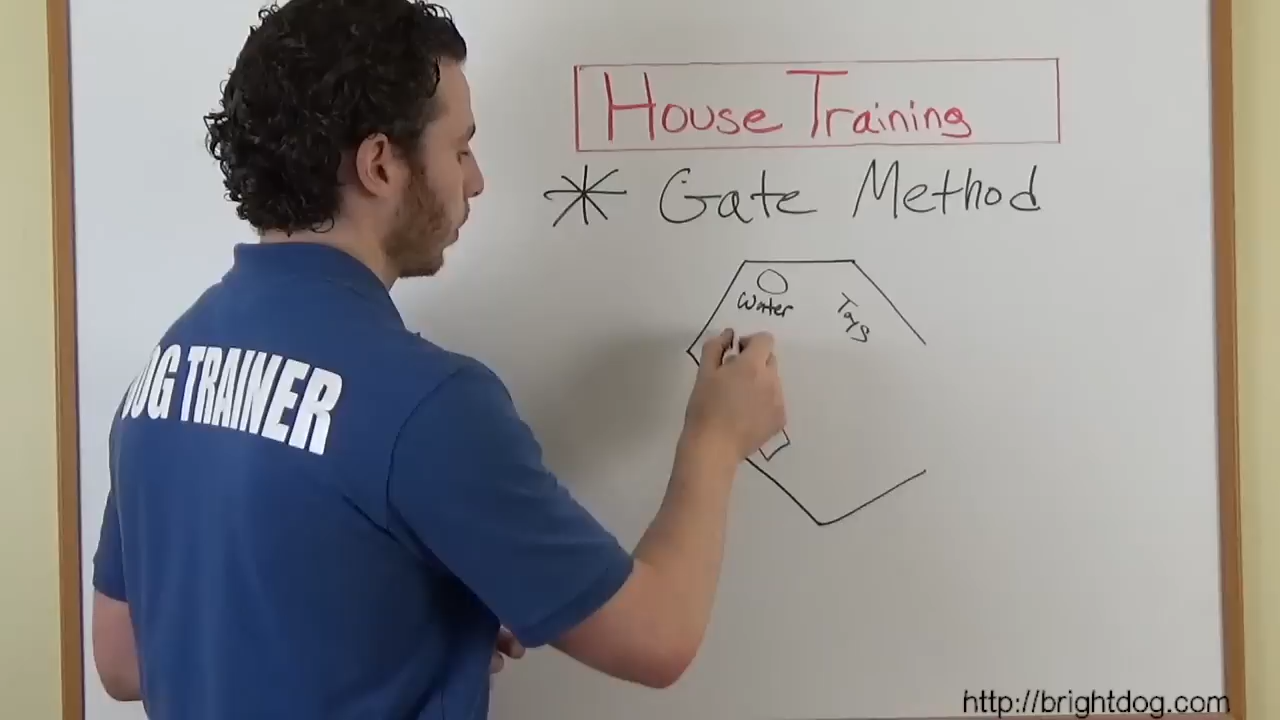 House Training
* Gate Method
Water
Toys
DOG TRAINER
http://brightdog.com